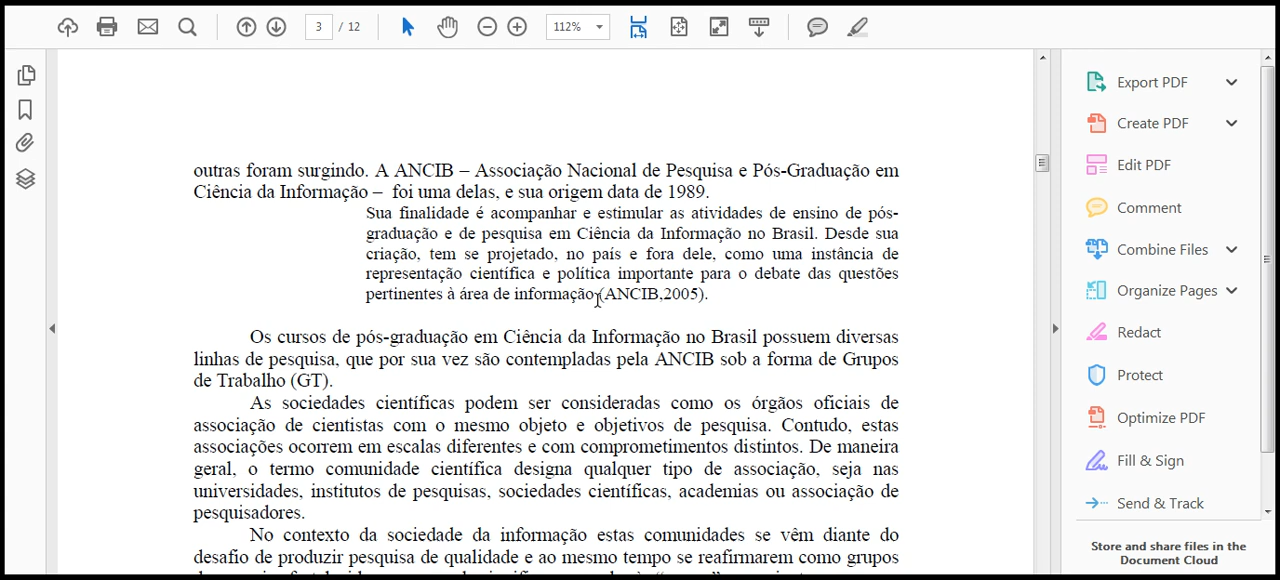 3 / 12
112%
outras foram surgindo. A ANCIB – Associação Nacional de Pesquisa e Pós-Graduação em
Ciência da Informação – foi uma delas, e sua origem data de 1989.
Sua finalidade é acompanhar e estimular as atividades de ensino de pós-
graduação e de pesquisa em Ciência da Informação no Brasil. Desde sua
criação, tem se projetado, no país e fora dele, como uma instância de
representação científica e política importante para o debate das questões
pertinentes à área de informação (ANCIB,2005).
Os cursos de pós-graduação em Ciência da Informação no Brasil possuem diversas
linhas de pesquisa, que por sua vez são contempladas pela ANCIB sob a forma de Grupos
de Trabalho (GT).
As sociedades científicas podem ser consideradas como os órgãos oficiais de
associação de cientistas com o mesmo objeto e objetivos de pesquisa. Contudo, estas
associações ocorrem em escalas diferentes e com comprometimentos distintos. De maneira
geral, o termo comunidade científica designa qualquer tipo de associação, seja nas
universidades, institutos de pesquisas, sociedades científicas, academias ou associação de
pesquisadores.
No contexto da sociedade da informação estas comunidades se vêm diante do
desafio de produzir pesquisa de qualidade e ao mesmo tempo se reafirmarem como grupos
Export PDF
Create PDF
Edit PDF
Comment
Combine Files
Organize Pages
Redact
Protect
Optimize PDF
Fill & Sign
Send & Track
Store and share files in the
Document Cloud